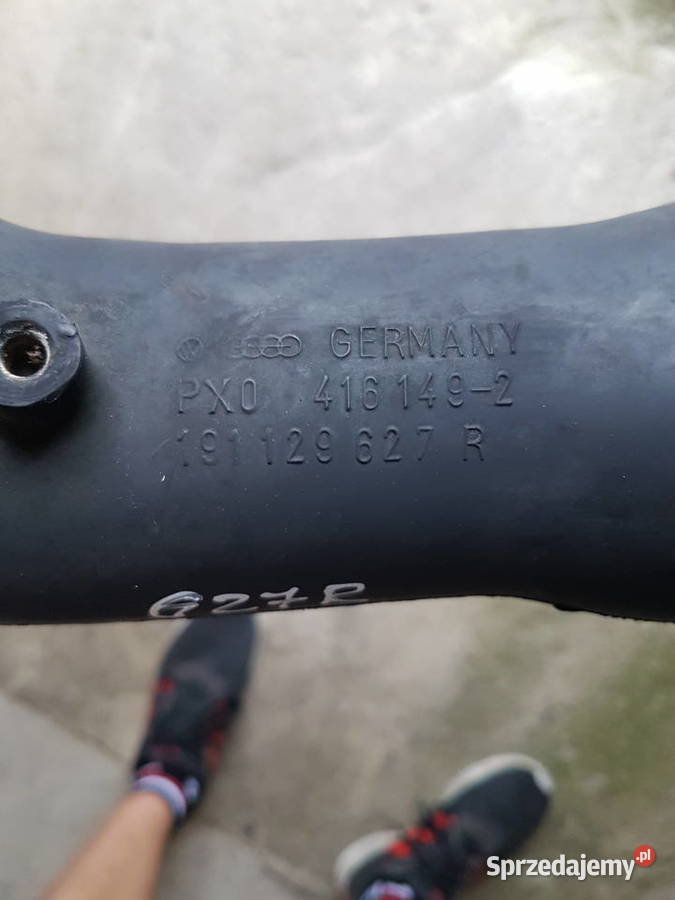 GERMANY
PX0 416 149-2
191 129 627 R
627R
Sprzedajemy.pl